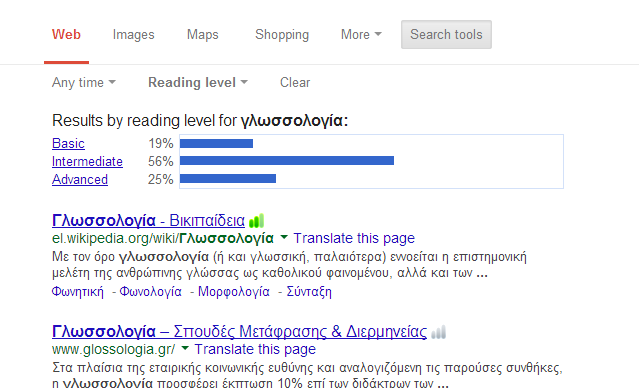 Web Images Maps Shopping More Search tools
Any time Reading level Clear
Results by reading level for γλωσσολογία:
Basic 19%
Intermediate 56%
Advanced 25%
Γλωσσολογία - Βικιπαίδεια
el.wikipedia.org/wiki/Γλωσσολογία Translate this page
Με τον όρο γλωσσολογία (ή και γλωσσική, παλαιότερα) εννοείται η επιστημονική
μελέτη της ανθρώπινης γλώσσας ως καθολικού φαινομένου, αλλά και των ...
Φωνητική - Φωνολογία - Μορφολογία - Σύνταξη
Γλωσσολογία – Σπουδές Μετάφρασης & Διερμηνείας
www.glossologia.gr/ Translate this page
Στα πλαίσια της εταιρικής κοινωνικής ευθύνης και αναλογιζόμενη τις παρούσες συνθήκες,
η γλωσσολογία προσφέρει έκπτωση 10% επί των διδάκτρων των ...